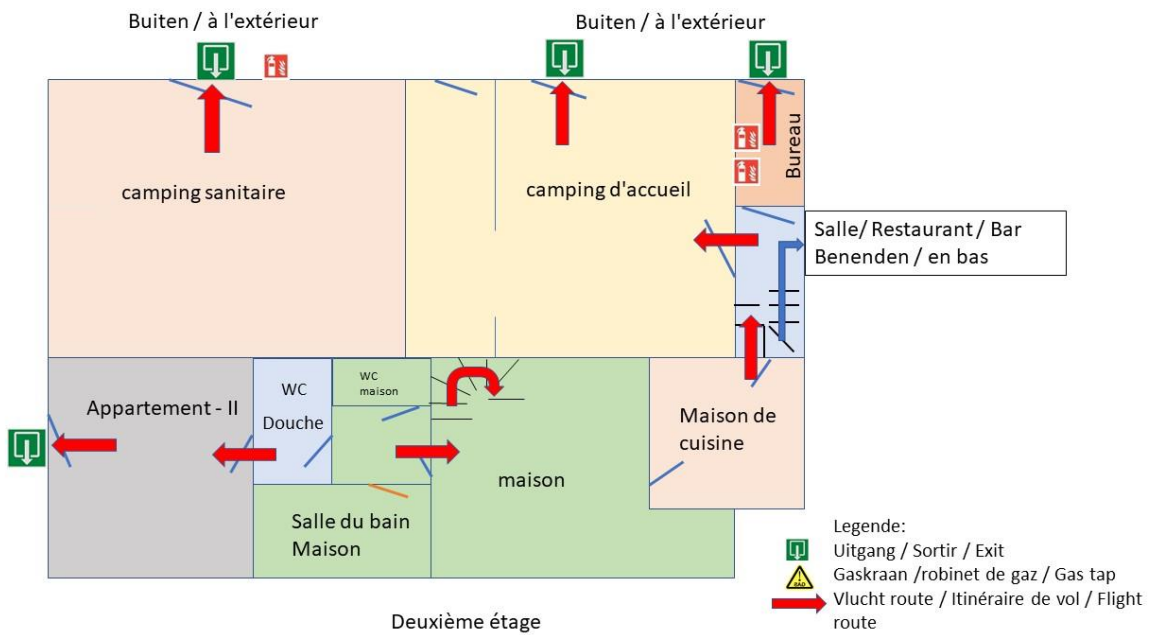 Buiten / à l'extérieur
Buiten / à l'extérieur
camping sanitaire
camping d'accueil
Bureau
Salle/ Restaurant / Bar
Benenden / en bas
Appartement - II
WC
Douche
WC
maison
maison
Maison de
cuisine
Salle du bain
Maison
Legende:
Uitgang / Sortir / Exit
Gaskraan /robinet de gaz / Gas tap
Vlucht route / Itinéraire de vol / Flight
route
Deuxième étage